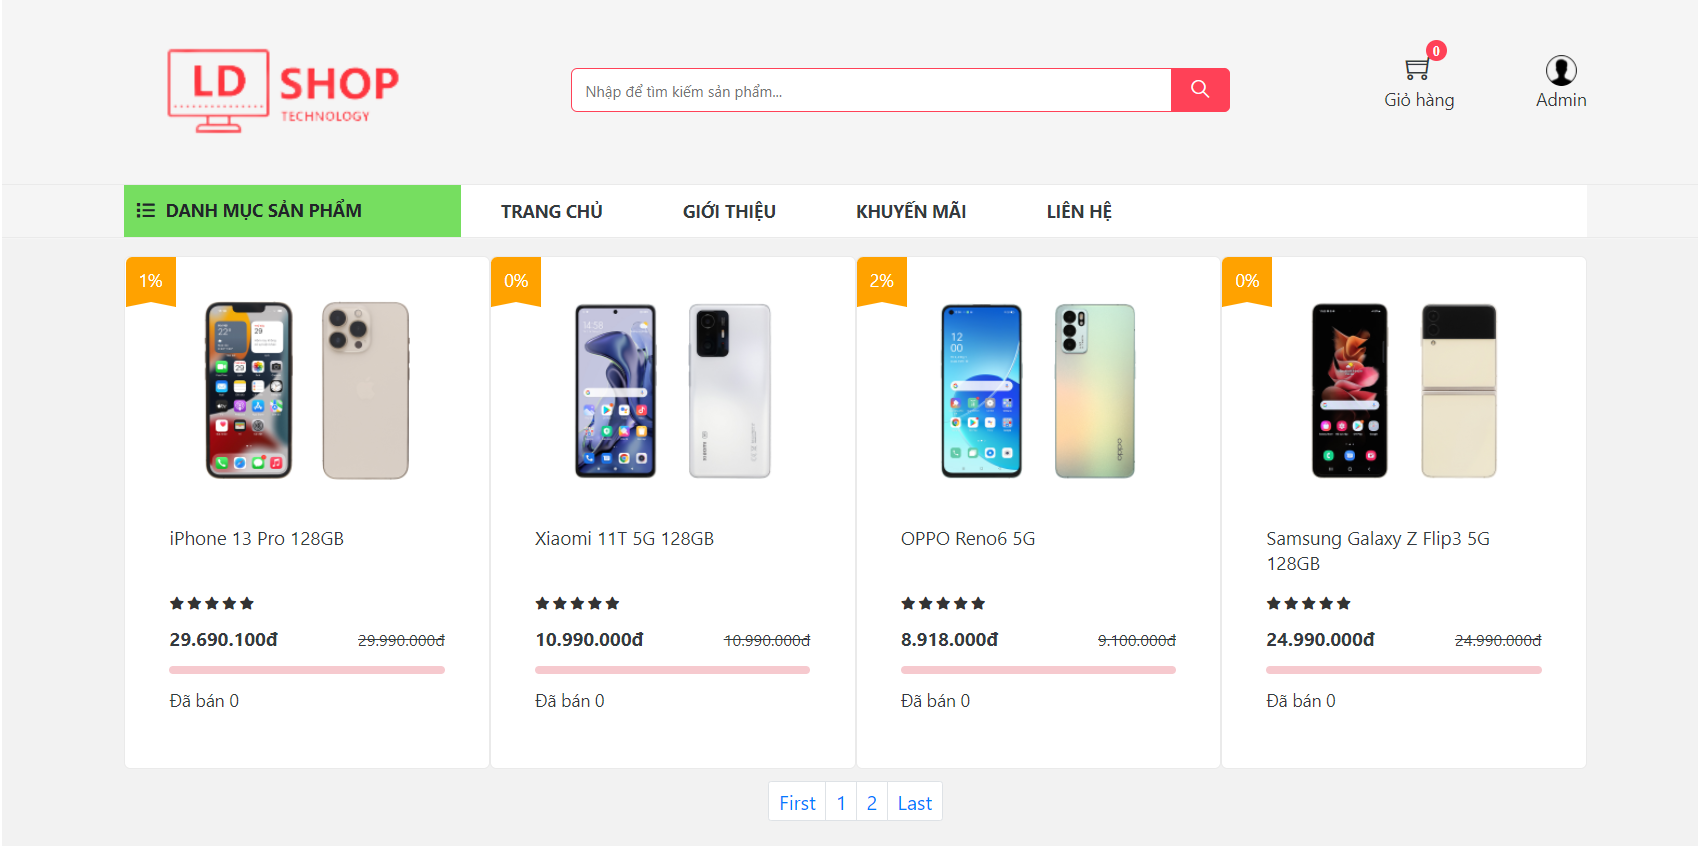 LD SHOP
TECHNOLOGY
Nhập để tìm kiếm sản phẩm...
0
Giỏ hàng
Admin
DANH MỤC SẢN PHẨM
TRANG CHỦ
GIỚI THIỆU
KHUYẾN MÃI
LIÊN HỆ
1%
0%
2%
0%
iPhone 13 Pro 128GB
Xiaomi 11T 5G 128GB
OPPO Reno6 5G
Samsung Galaxy Z Flip3 5G
128GB
29.690.100đ
29.990.000đ
10.990.000đ
10.990.000đ
8.918.000đ
9.100.000đ
24.990.000đ
24.990.000đ
Đã bán 0
Đã bán 0
Đã bán 0
Đã bán 0
First
1
2
Last